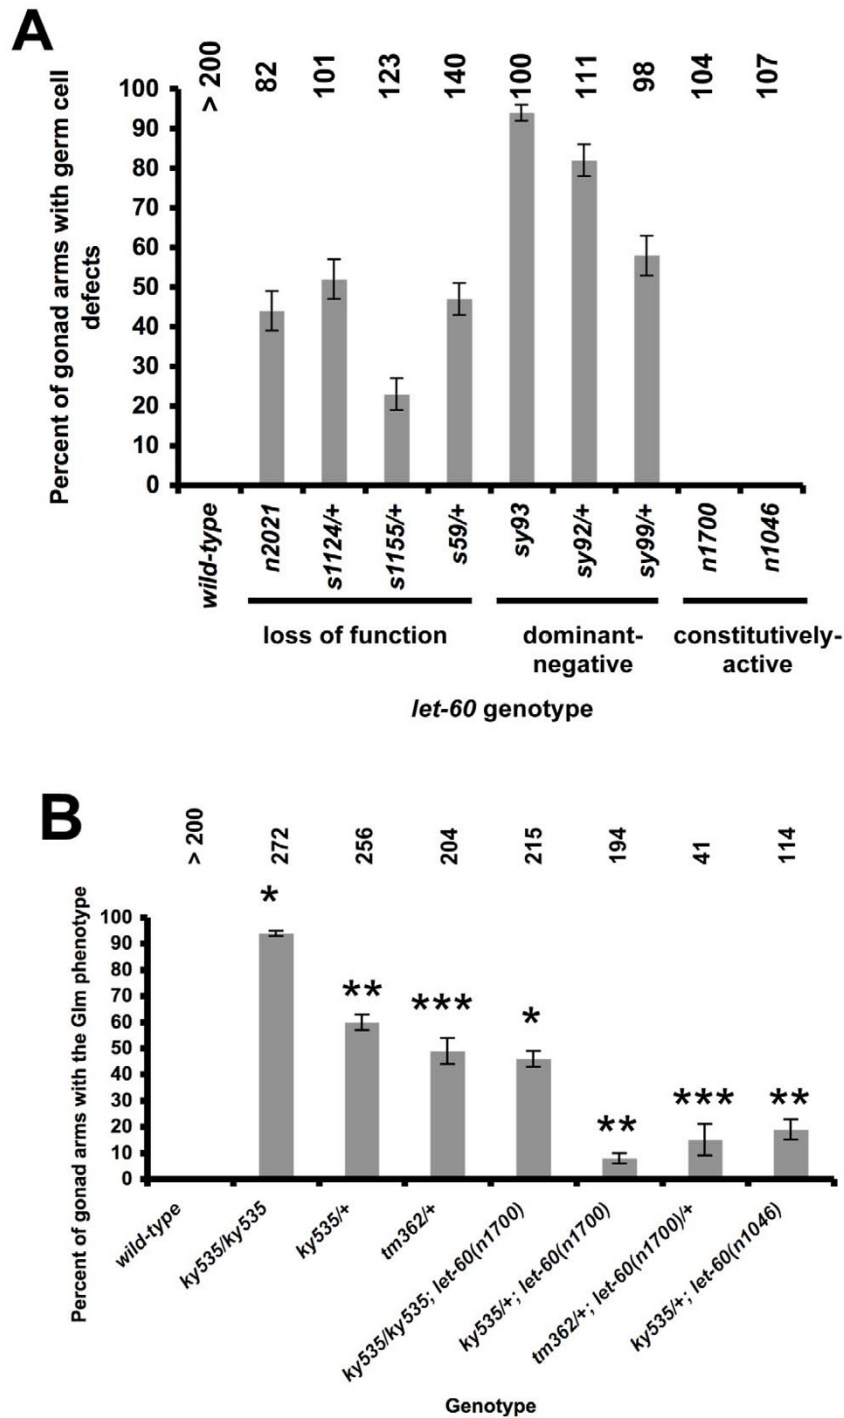 A
> 200 82 101 123 140 100 111 98 104 107
Percent of gonad arms with germ cell
defects
100
90
80
70
60
50
40
30
20
10
0
wild-type n2021 s1124/+ s1155/+ s59/+ sy93 sy92/+ sy99/+ n1700 n1046
loss of function dominant- constitutively-
negative active
let-60 genotype
B
> 200 272 256 204 215 194 41 114
Percent of gonad arms with the Glm phenotype
100
90
80
70
60
50
40
30
20
10
0
* ** *** * ** *** **
wild-type ky535/ky535 ky535/+ tm362/+ ky535/ky535; let-60(n1700) ky535/+; let-60(n1700) tm362/+; let-60(n1700)/+ ky535/+; let-60(n1046)
Genotype